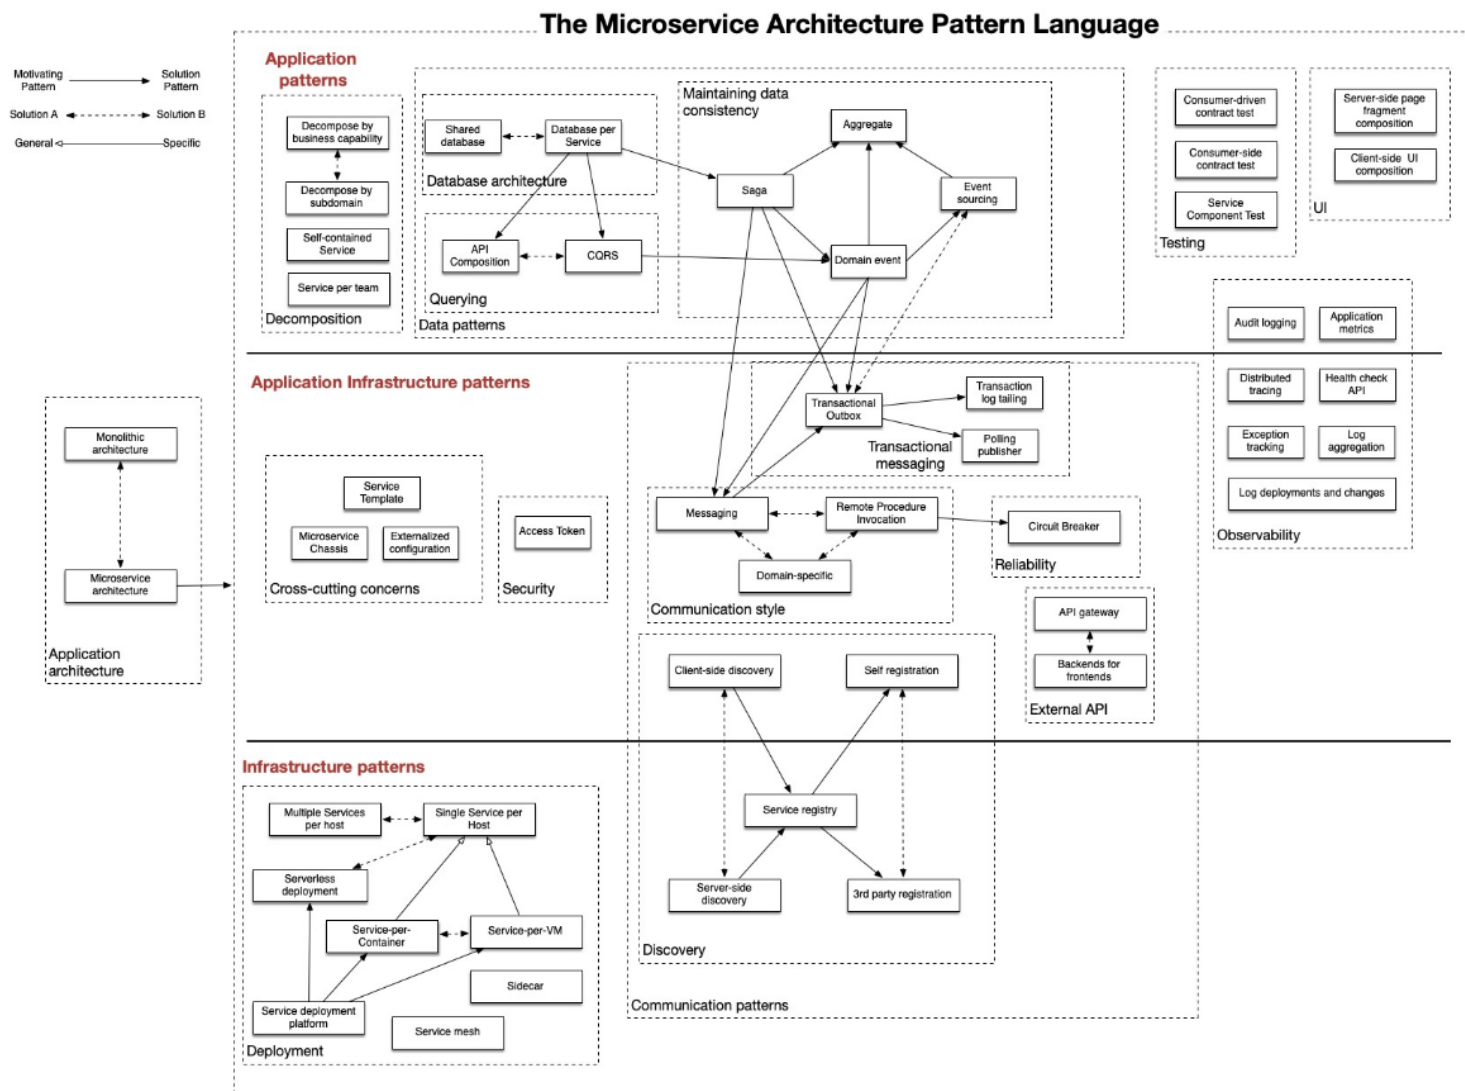 The Microservice Architecture Pattern Language
Motivating
Pattern
Solution
Pattern
Solution A
Solution B
General
Specific
Application
patterns
Decompose by
business capability
Decompose by
subdomain
Self-contained
Service
Service per team
Decomposition
Shared
database
Database per
Service
Database architecture
API
Composition
CQRS
Querying
Data patterns
Maintaining data
consistency
Aggregate
Saga
Event
sourcing
Domain event
Consumer-driven
contract test
Consumer-side
contract test
Service
Component Test
Testing
Server-side page
fragment
composition
Client-side UI
composition
UI
Audit logging
Application
metrics
Distributed
tracing
Health check
API
Exception
tracking
Log
aggregation
Log deployments and changes
Observability
Application Infrastructure patterns
Monolithic
architecture
Microservice
architecture
Application
architecture
Service
Template
Microservice
Chassis
Externalized
configuration
Cross-cutting concerns
Access Token
Security
Transactional
Outbox
Transaction
log tailing
Polling
publisher
Transactional
messaging
Messaging
Remote Procedure
Invocation
Domain-specific
Communication style
Circuit Breaker
Reliability
API gateway
Backends for
frontends
External API
Client-side discovery
Self registration
Service registry
Server-side
discovery
3rd party registration
Discovery
Communication patterns
Infrastructure patterns
Multiple Services
per host
Single Service per
Host
Serverless
deployment
Service-per-
Container
Service-per-VM
Sidecar
Service deployment
platform
Service mesh
Deployment